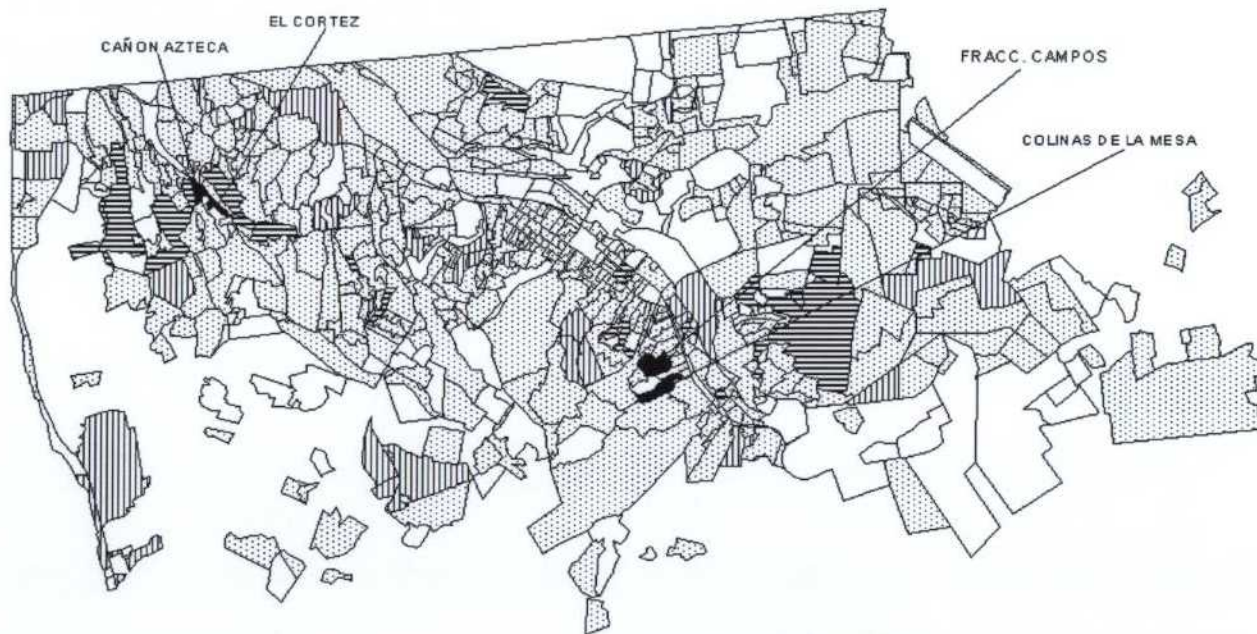 EL CORTEZ
CAÑON AZTECA
FRACC. CAMPOS
COLINAS DE LA MESA